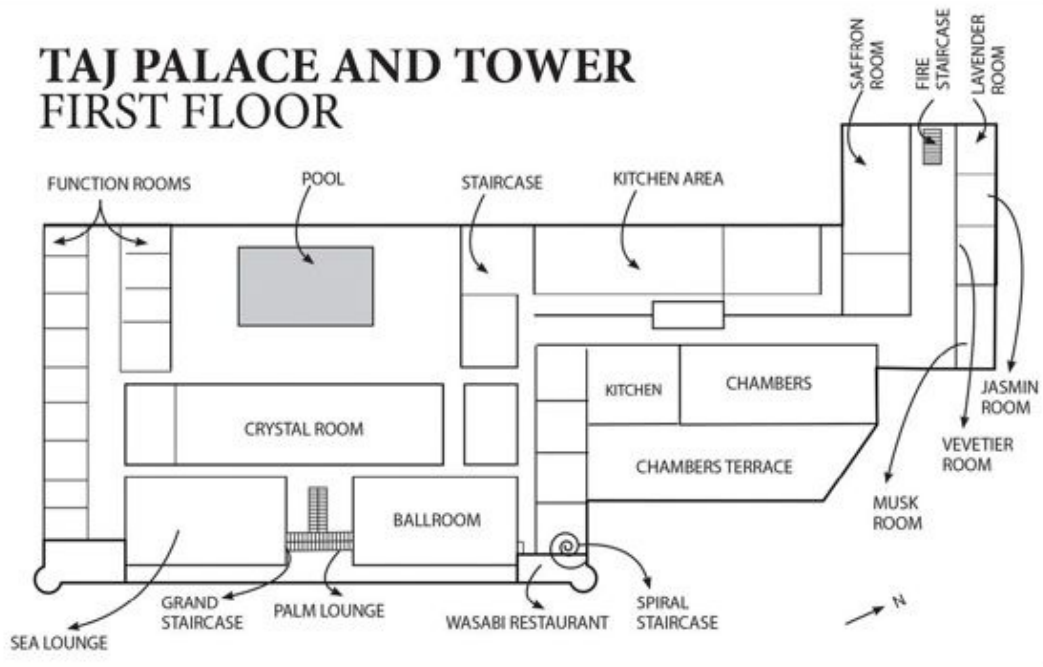 TAJ PALACE AND TOWER
FIRST FLOOR
SAFFRON
ROOM
FIRE
STAIRCASE
LAVENDER
ROOM
FUNCTION ROOMS
POOL
STAIRCASE
KITCHEN AREA
KITCHEN
CHAMBERS
JASMIN
ROOM
CRYSTAL ROOM
CHAMBERS TERRACE
VEVETIER
ROOM
MUSK
ROOM
BALLROOM
GRAND
STAIRCASE
PALM LOUNGE
WASABI RESTAURANT
SPIRAL
STAIRCASE
N
SEA LOUNGE